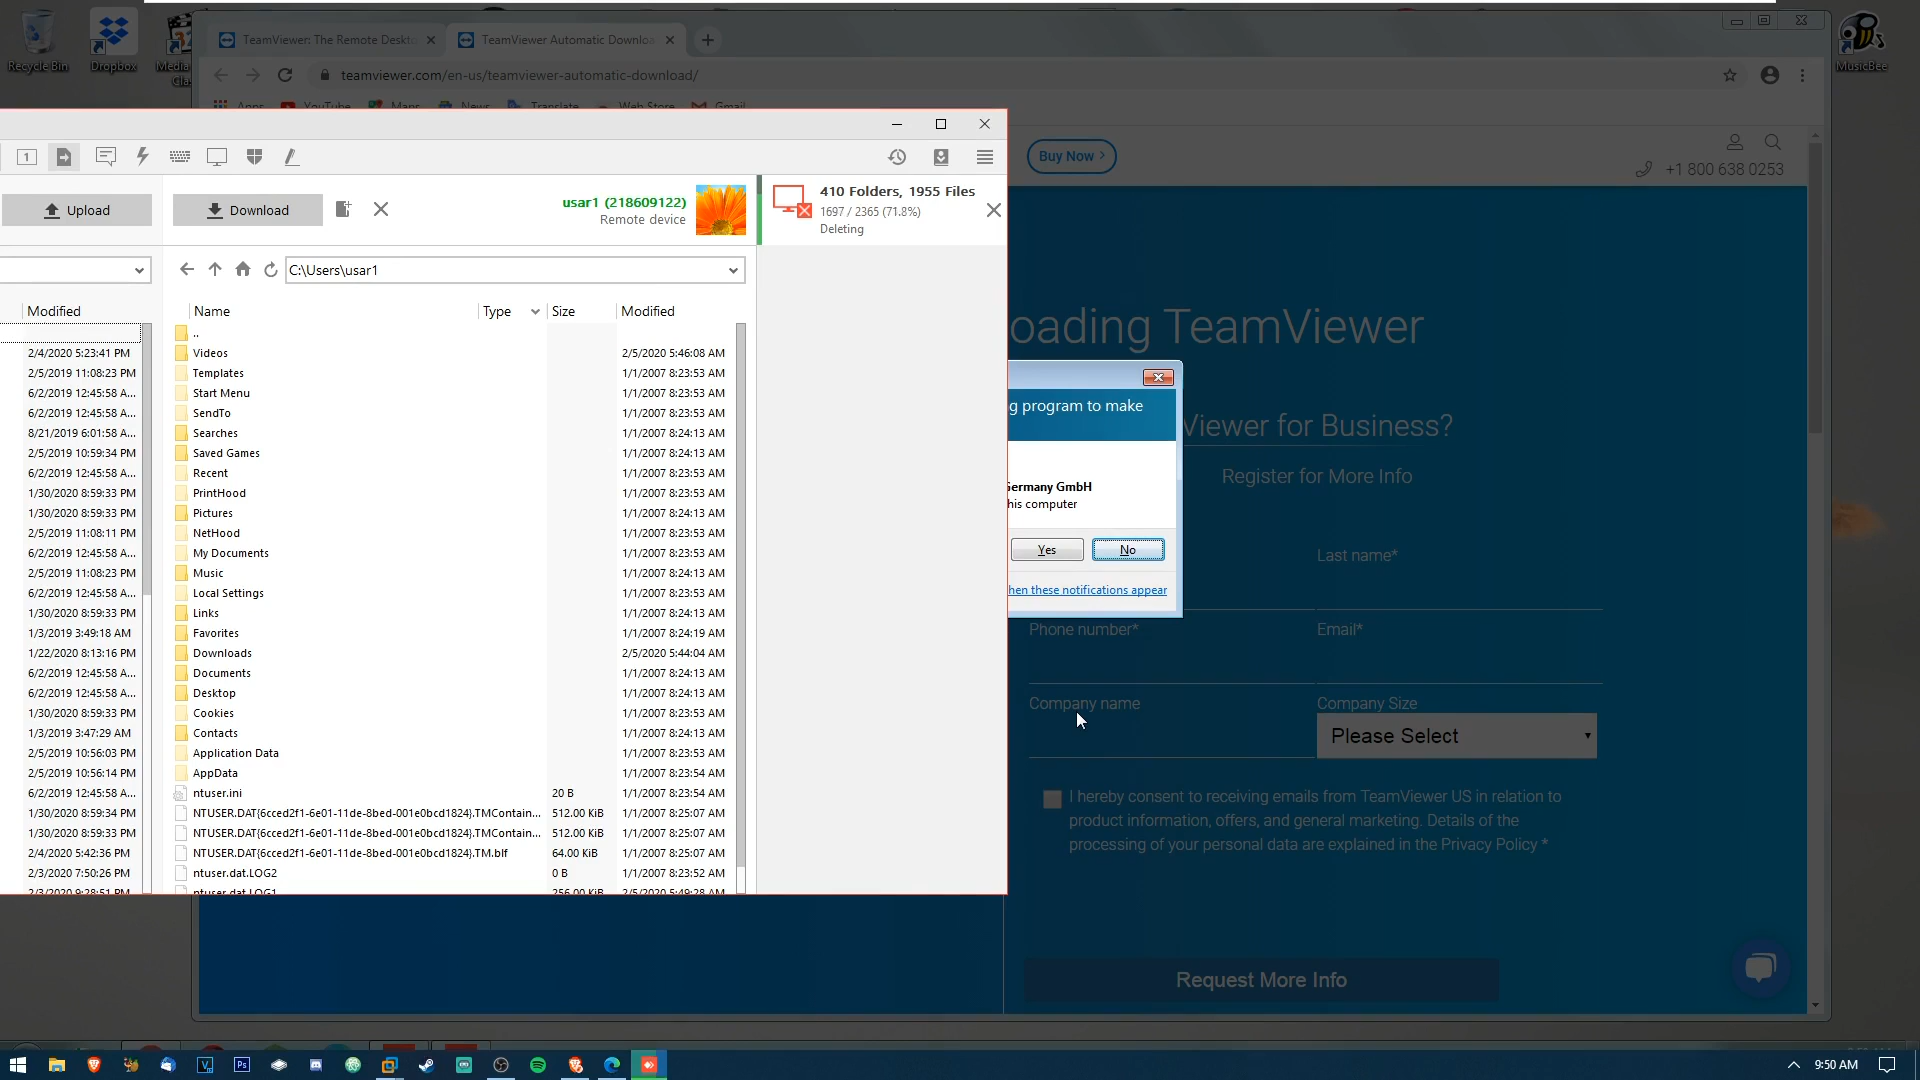 Recycle Bin
Dropbox
Media
Clas
MusicBee
TeamViewer: The Remote Deskto
TeamViewer Automatic Downloa
teamviewer.com/en-us/teamviewer-automatic-download/
Apps
YouTube
Maps
News
Translate
Web Store
Gmail
Buy Now
+1 800 638 0253
1
Upload
Download
usar1 (218609122)
Remote device
410 Folders, 1955 Files
1697 / 2365 (71.8%)
Deleting
C:\Users\usar1
Modified
Name Type Size Modified
..
2/4/2020 5:23:41 PM Videos 2/5/2020 5:46:08 AM
2/5/2019 11:08:23 PM Templates 1/1/2007 8:23:53 AM
6/2/2019 12:45:58 A... Start Menu 1/1/2007 8:23:53 AM
6/2/2019 12:45:58 A... SendTo 1/1/2007 8:23:53 AM
8/21/2019 6:01:58 A... Searches 1/1/2007 8:24:13 AM
2/5/2019 10:59:34 PM Saved Games 1/1/2007 8:24:13 AM
6/2/2019 12:45:58 A... Recent 1/1/2007 8:23:53 AM
1/30/2020 8:59:33 PM PrintHood 1/1/2007 8:23:53 AM
1/30/2020 8:59:33 PM Pictures 1/1/2007 8:24:13 AM
2/5/2019 11:08:11 PM NetHood 1/1/2007 8:23:53 AM
6/2/2019 12:45:58 A... My Documents 1/1/2007 8:23:53 AM
2/5/2019 11:08:23 PM Music 1/1/2007 8:24:13 AM
6/2/2019 12:45:58 A... Local Settings 1/1/2007 8:23:53 AM
1/30/2020 8:59:33 PM Links 1/1/2007 8:24:13 AM
1/3/2019 3:49:18 AM Favorites 1/1/2007 8:24:19 AM
1/22/2020 8:13:16 PM Downloads 2/5/2020 5:44:04 AM
6/2/2019 12:45:58 A... Documents 1/1/2007 8:24:13 AM
6/2/2019 12:45:58 A... Desktop 1/1/2007 8:24:13 AM
1/30/2020 8:59:33 PM Cookies 1/1/2007 8:23:53 AM
1/3/2019 3:47:29 AM Contacts 1/1/2007 8:24:13 AM
2/5/2019 10:56:03 PM Application Data 1/1/2007 8:23:53 AM
2/5/2019 10:56:14 PM AppData 1/1/2007 8:23:54 AM
6/2/2019 12:45:58 A... ntuser.ini 20 B 1/1/2007 8:23:54 AM
1/30/2020 8:59:34 PM NTUSER.DAT{6cced2f1-6e01-11de-8bed-001e0bcd1824}.TMContain... 512.00 KiB 1/1/2007 8:25:07 AM
1/30/2020 8:59:33 PM NTUSER.DAT{6cced2f1-6e01-11de-8bed-001e0bcd1824}.TMContain... 512.00 KiB 1/1/2007 8:25:07 AM
2/4/2020 5:42:36 PM NTUSER.DAT{6cced2f1-6e01-11de-8bed-001e0bcd1824}.TM.blf 64.00 KiB 1/1/2007 8:25:07 AM
2/3/2020 7:50:26 PM ntuser.dat.LOG2 0 B 1/1/2007 8:23:52 AM
2/3/2020 9:28:51 PM ntuser.dat.LOG1 256.00 KiB 2/5/2020 5:49:28 AM
oading TeamViewer
g program to make
Germany GmbH
his computer
Yes
No
hen these notifications appear
Viewer for Business?
Register for More Info
Last name*
Phone number*
Email*
Company name
Company Size
Please Select
I hereby consent to receiving emails from TeamViewer US in relation to
product information, offers, and general marketing. Details of the
processing of your personal data are explained in the Privacy Policy *
Request More Info
Ps
9:50 AM